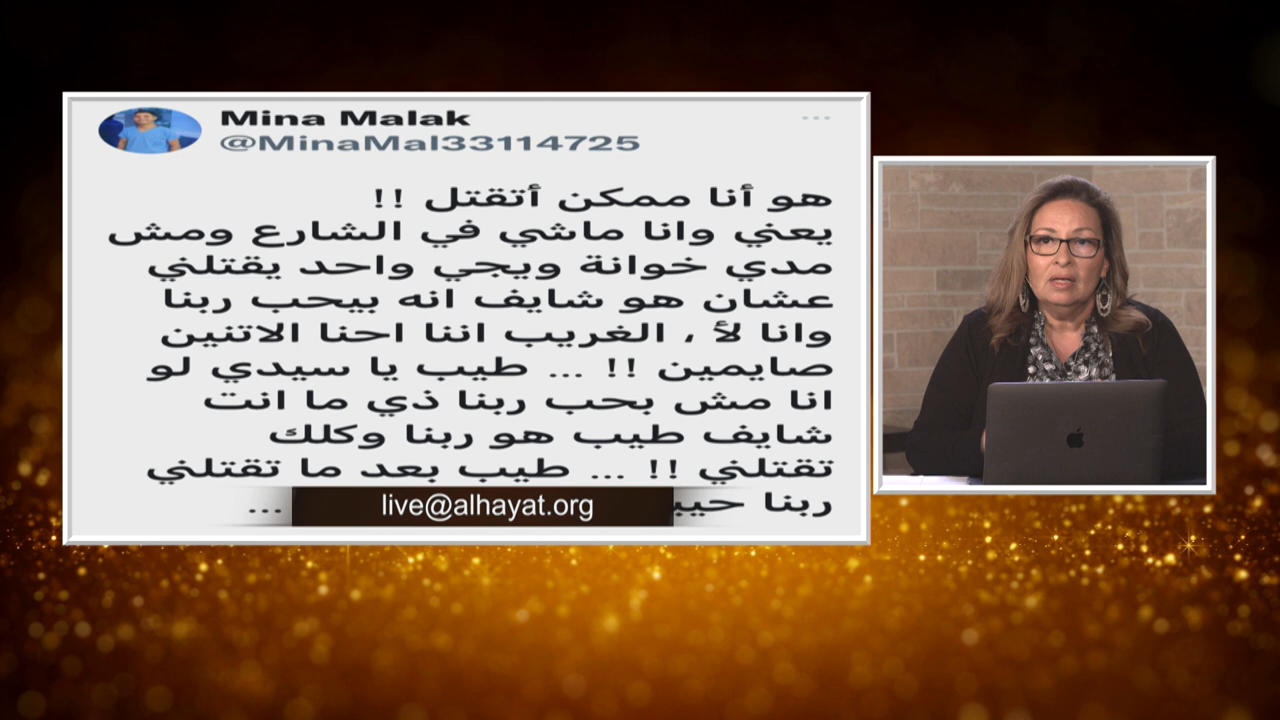 Mina Malak
@MinaMal33114725
هو أنا ممكن أتقتل !!
يعني وانا ماشي في الشارع ومش
مدي خوانة ويجي واحد يقتلني
عشان هو شايف انه بيحب ربنا
وانا لأ ، الغريب اننا احنا الاتنين
صايمين !! ... طيب يا سيدي لو
انا مش بحب ربنا ذي ما انت
شايف طيب هو ربنا وكلك
تقتلني !! ... طيب بعد ما تقتلني
ربنا ...
live@alhayat.org